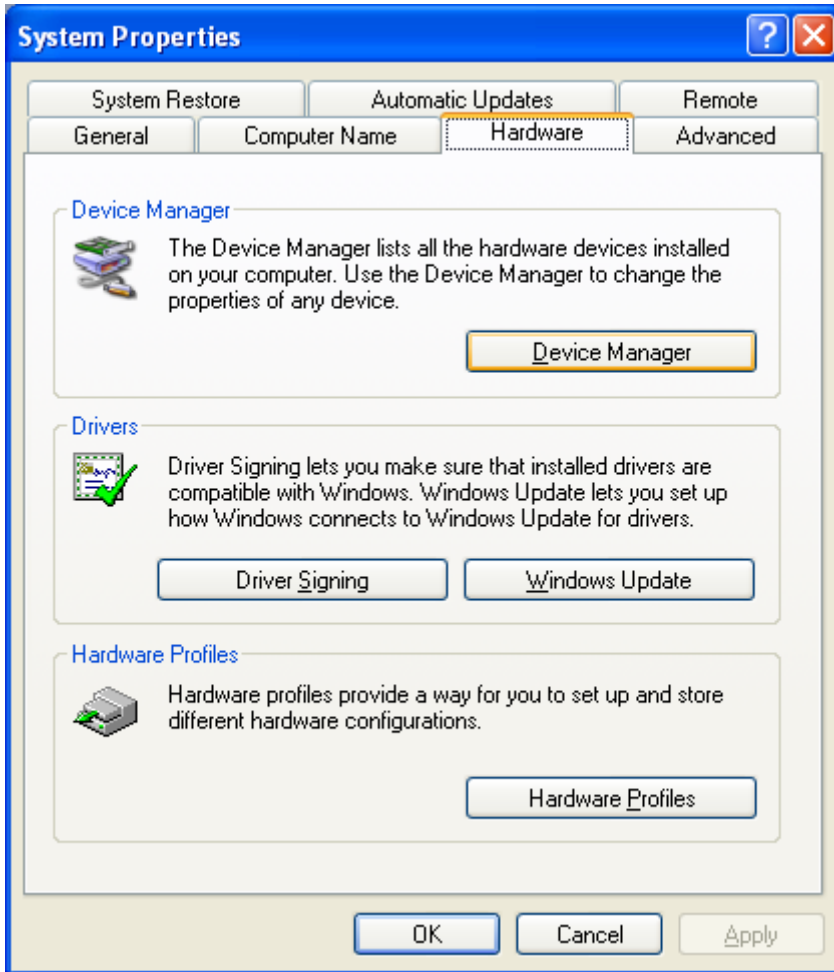 System Properties
System Restore
Automatic Updates
Remote
General
Computer Name
Hardware
Advanced
Device Manager
The Device Manager lists all the hardware devices installed
on your computer. Use the Device Manager to change the
properties of any device.
Device Manager
Drivers
Driver Signing lets you make sure that installed drivers are
compatible with Windows. Windows Update lets you set up
how Windows connects to Windows Update for drivers.
Driver Signing
Windows Update
Hardware Profiles
Hardware profiles provide a way for you to set up and store
different hardware configurations.
Hardware Profiles
OK
Cancel
Apply